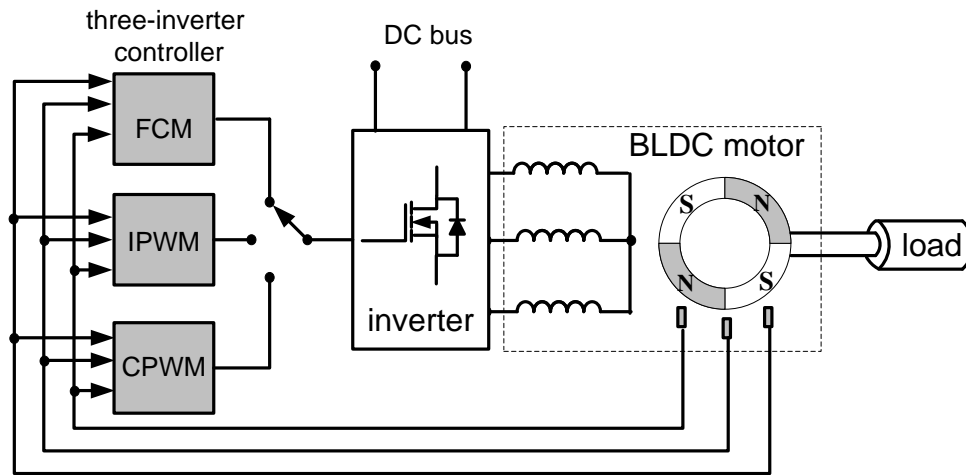 three-inverter
controller
DC bus
FCM
BLDC motor
S
N
IPWM
load
N
S
inverter
CPWM